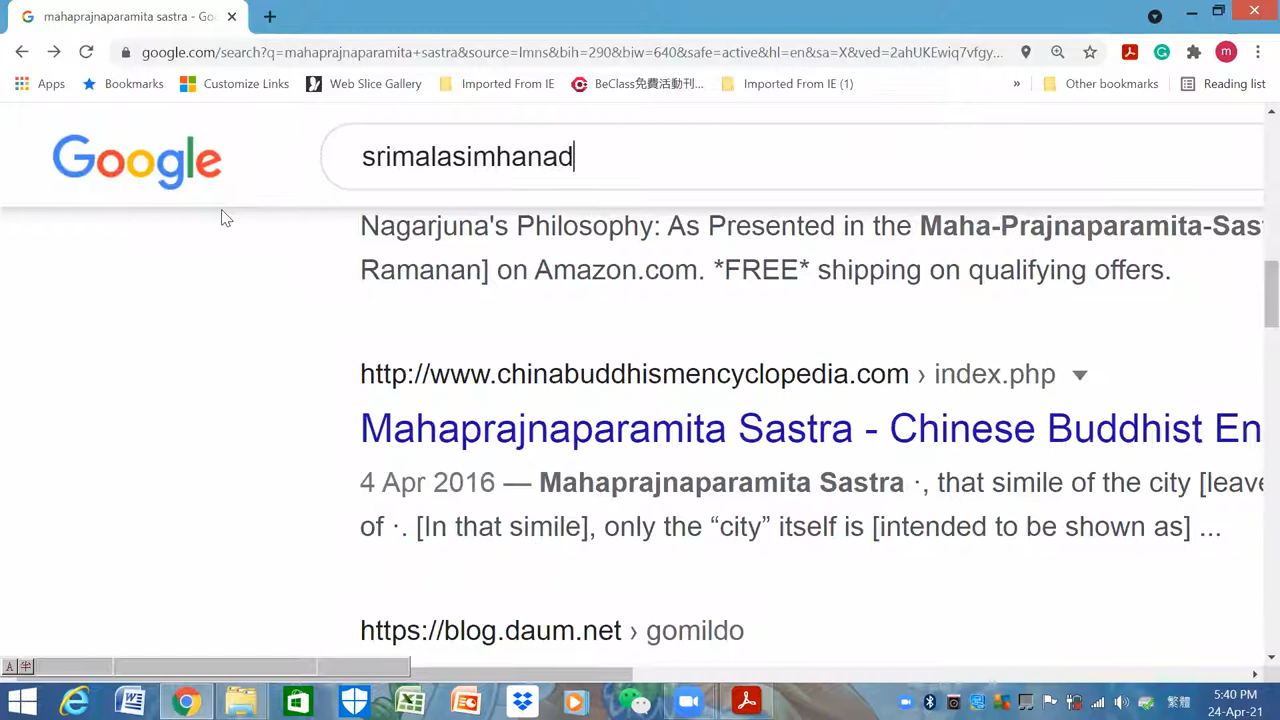 mahaprajnaparamita sastra - Goo
google.com/search?q=mahaprajnaparamita+sastra&source=lmns&bih=290&biw=640&safe=active&hl=en&sa=X&ved=2ahUKEwiq7vfgy...
m
Apps Bookmarks Customize Links Web Slice Gallery Imported From IE BeClass免費活動刊... Imported From IE (1) » Other bookmarks Reading list
Google srimalasimhanad
Nagarjuna's Philosophy: As Presented in the Maha-Prajnaparamita-Sast
Ramanan] on Amazon.com. *FREE* shipping on qualifying offers.
http://www.chinabuddhismencyclopedia.com › index.php
Mahaprajnaparamita Sastra - Chinese Buddhist En
4 Apr 2016 — Mahaprajnaparamita Sastra ·, that simile of the city [leave
of ·. [In that simile], only the “city” itself is [intended to be shown as] ...
https://blog.daum.net › gomildo
A 半
繁體
5:40 PM
24-Apr-21